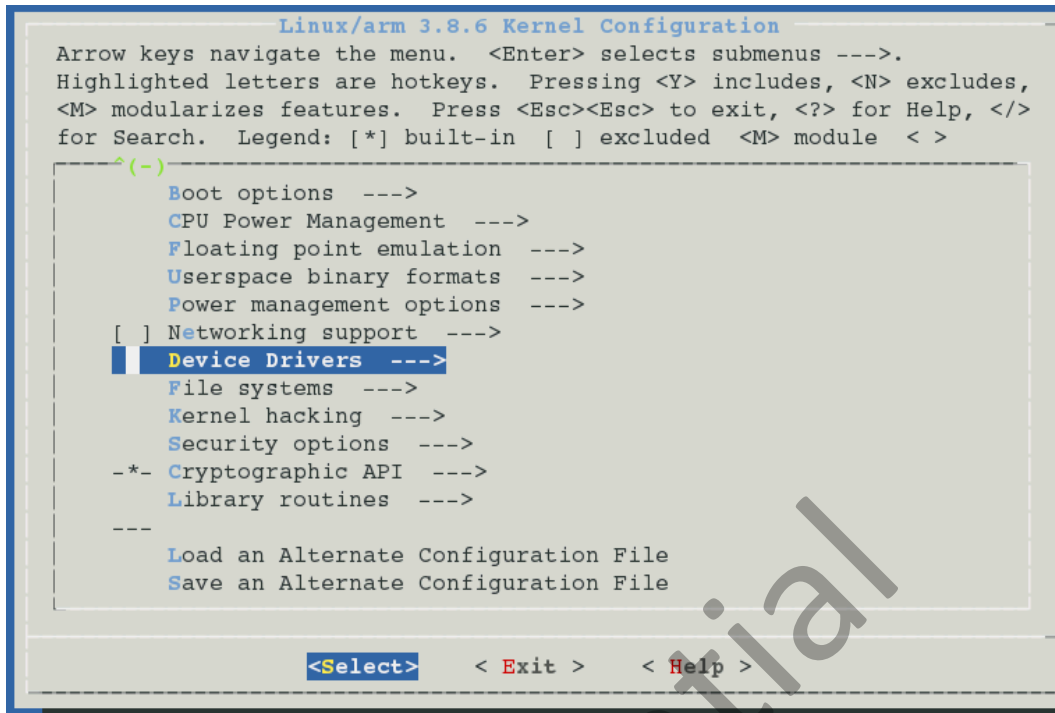 Linux/arm 3.8.6 Kernel Configuration
Arrow keys navigate the menu.  <Enter> selects submenus --->.
Highlighted letters are hotkeys.  Pressing <Y> includes, <N> excludes,
<M> modularizes features.  Press <Esc><Esc> to exit, <?> for Help, </>
for Search.  Legend: [*] built-in  [ ] excluded  <M> module  < >
^(-)
Boot options  --->
CPU Power Management  --->
Floating point emulation  --->
Userspace binary formats  --->
Power management options  --->
[ ] Networking support  --->
Device Drivers  --->
File systems  --->
Kernel hacking  --->
Security options  --->
-*- Cryptographic API  --->
Library routines  --->
---
Load an Alternate Configuration File
Save an Alternate Configuration File
<Select>    < Exit >    < Help >
tial